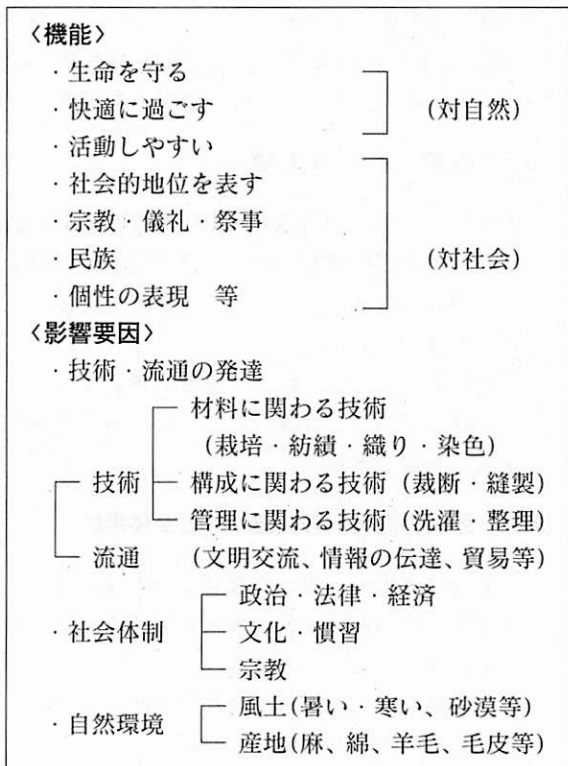 〈機能〉
・生命を守る
・快適に過ごす (対自然)
・活動しやすい
・社会的地位を表す
・宗教・儀礼・祭事
・民族 (対社会)
・個性の表現 等
〈影響要因〉
・技術・流通の発達
材料に関わる技術
(栽培・紡績・織り・染色)
技術 構成に関わる技術(裁断・縫製)
管理に関わる技術(洗濯・整理)
流通 (文明交流、情報の伝達、貿易等)
政治・法律・経済
・社会体制 文化・慣習
宗教
風土(暑い・寒い、砂漠等)
・自然環境
産地(麻、綿、羊毛、毛皮等)